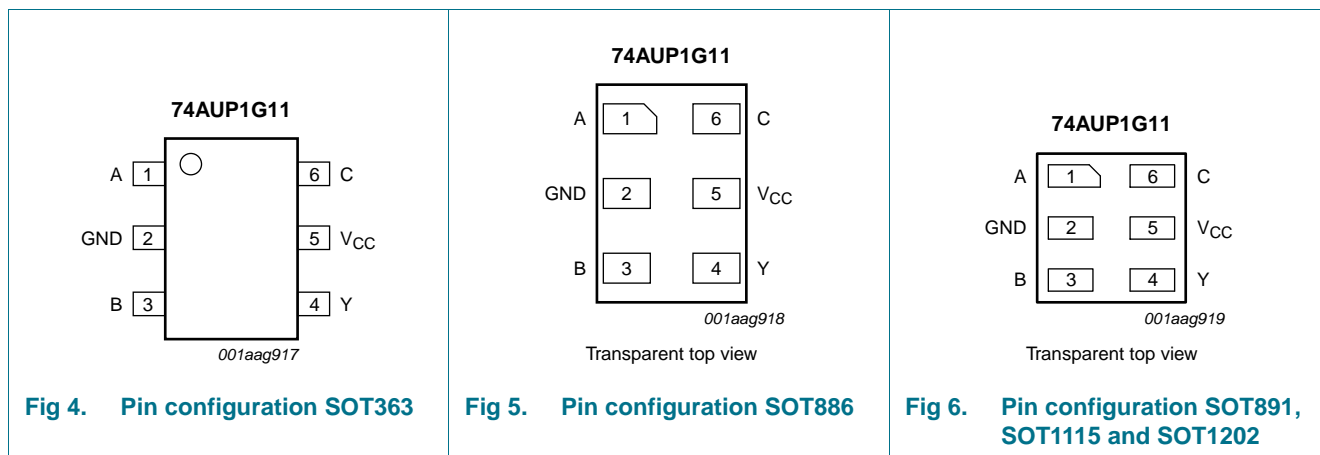 74AUP1G11
A 1 6 C
GND 2 5 VCC
B 3 4 Y
001aag917
Fig 4. Pin configuration SOT363
74AUP1G11
A 1 6 C
GND 2 5 VCC
B 3 4 Y
001aag918
Transparent top view
Fig 5. Pin configuration SOT886
74AUP1G11
A 1 6 C
GND 2 5 VCC
B 3 4 Y
001aag919
Transparent top view
Fig 6. Pin configuration SOT891,
SOT1115 and SOT1202